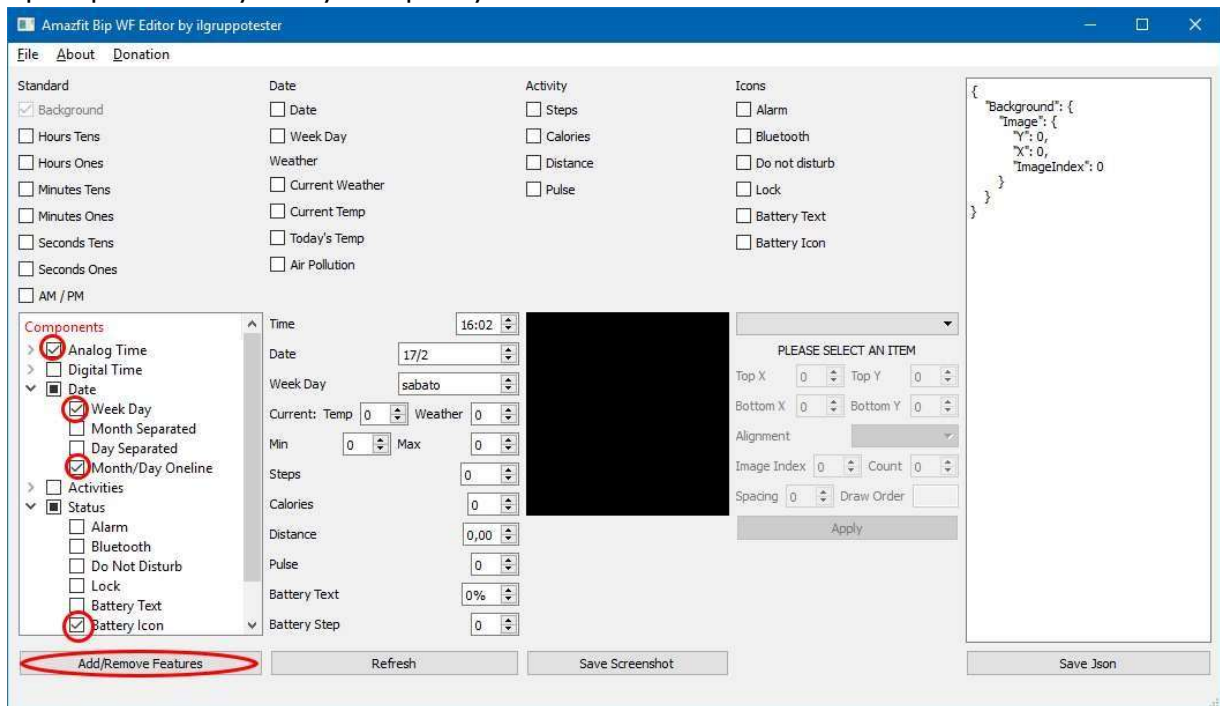 Amazfit Bip WF Editor by ilgruppotester
File About Donation
Standard
Background
Hours Tens
Hours Ones
Minutes Tens
Minutes Ones
Seconds Tens
Seconds Ones
AM / PM
Date
Date
Week Day
Weather
Current Weather
Current Temp
Today's Temp
Air Pollution
Activity
Steps
Calories
Distance
Pulse
Icons
Alarm
Bluetooth
Do not disturb
Lock
Battery Text
Battery Icon
{
"Background": {
"Image": {
"Y": 0,
"X": 0,
"ImageIndex": 0
}
}
}
Components
Analog Time
Digital Time
Date
Week Day
Month Separated
Day Separated
Month/Day Oneline
Activities
Status
Alarm
Bluetooth
Do Not Disturb
Lock
Battery Text
Battery Icon
Time 16:02
Date 17/2
Week Day sabato
Current: Temp 0 Weather 0
Min 0 Max 0
Steps 0
Calories 0
Distance 0,00
Pulse 0
Battery Text 0%
Battery Step 0
PLEASE SELECT AN ITEM
Top X 0 Top Y 0
Bottom X 0 Bottom Y 0
Alignment
Image Index 0 Count 0
Spacing 0 Draw Order
Apply
Add/Remove Features
Refresh
Save Screenshot
Save Json